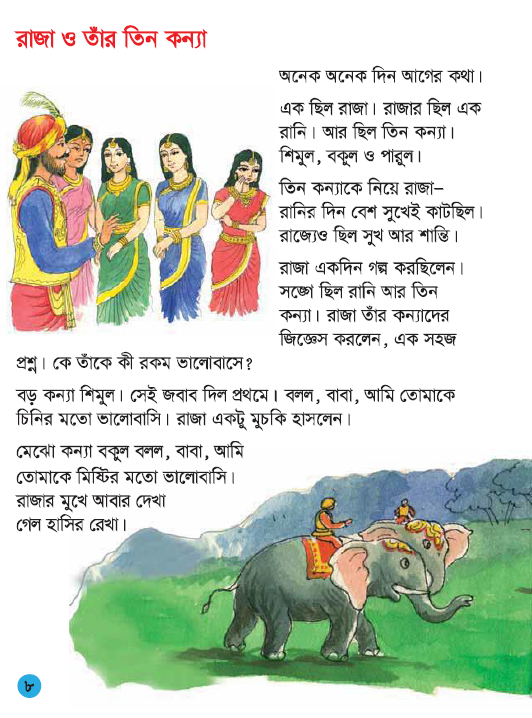 রাজা ও তাঁর তিন কন্যা
অনেক অনেক দিন আগের কথা।
এক ছিল রাজা। রাজার ছিল এক
রানি। আর ছিল তিন কন্যা।
শিমুল, বকুল ও পারুল।
তিন কন্যাকে নিয়ে রাজা–
রানির দিন বেশ সুখেই কাটছিল।
রাজ্যেও ছিল সুখ আর শান্তি।
রাজা একদিন গল্প করছিলেন।
সঙ্গে ছিল রানি আর তিন
কন্যা। রাজা তাঁর কন্যাদের
জিজ্ঞেস করলেন, এক সহজ
প্রশ্ন। কে তাঁকে কী রকম ভালোবাসে?
বড় কন্যা শিমুল। সেই জবাব দিল প্রথমে। বলল, বাবা, আমি তোমাকে
চিনির মতো ভালোবাসি। রাজা একটু মুচকি হাসলেন।
মেঝো কন্যা বকুল বলল, বাবা, আমি
তোমাকে মিষ্টির মতো ভালোবাসি।
রাজার মুখে আবার দেখা
গেল হাসির রেখা।
৮